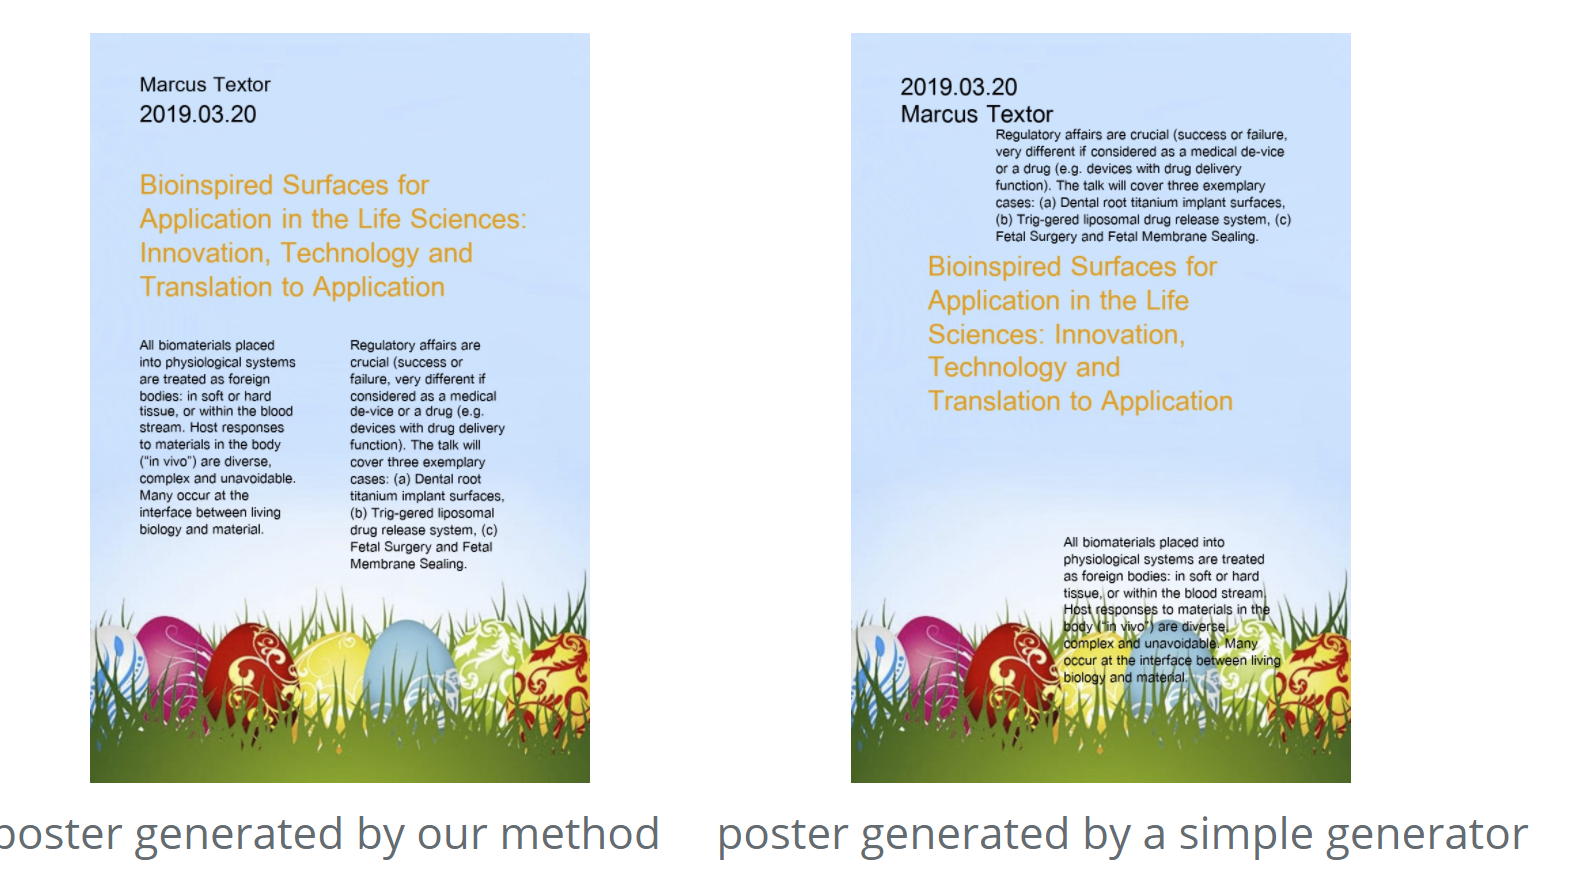 Marcus Textor
2019.03.20
Bioinspired Surfaces for
Application in the Life Sciences:
Innovation, Technology and
Translation to Application
All biomaterials placed
into physiological systems
are treated as foreign
bodies: in soft or hard
tissue, or within the blood
stream. Host responses
to materials in the body
(“in vivo”) are diverse,
complex and unavoidable.
Many occur at the
interface between living
biology and material.
Regulatory affairs are
crucial (success or
failure, very different if
considered as a medical
de-vice or a drug (e.g.
devices with drug delivery
function). The talk will
cover three exemplary
cases: (a) Dental root
titanium implant surfaces,
(b) Trig-gered liposomal
drug release system, (c)
Fetal Surgery and Fetal
Membrane Sealing.
poster generated by our method
2019.03.20
Marcus Textor
Regulatory affairs are crucial (success or failure,
very different if considered as a medical de-vice
or a drug (e.g. devices with drug delivery
function). The talk will cover three exemplary
cases: (a) Dental root titanium implant surfaces,
(b) Trig-gered liposomal drug release system, (c)
Fetal Surgery and Fetal Membrane Sealing.
Bioinspired Surfaces for
Application in the Life
Sciences: Innovation,
Technology and
Translation to Application
All biomaterials placed into
physiological systems are treated
as foreign bodies: in soft or hard
tissue, or within the blood stream.
Host responses to materials in the
body (“in vivo”) are diverse,
complex and unavoidable. Many
occur at the interface between living
biology and material.
poster generated by a simple generator